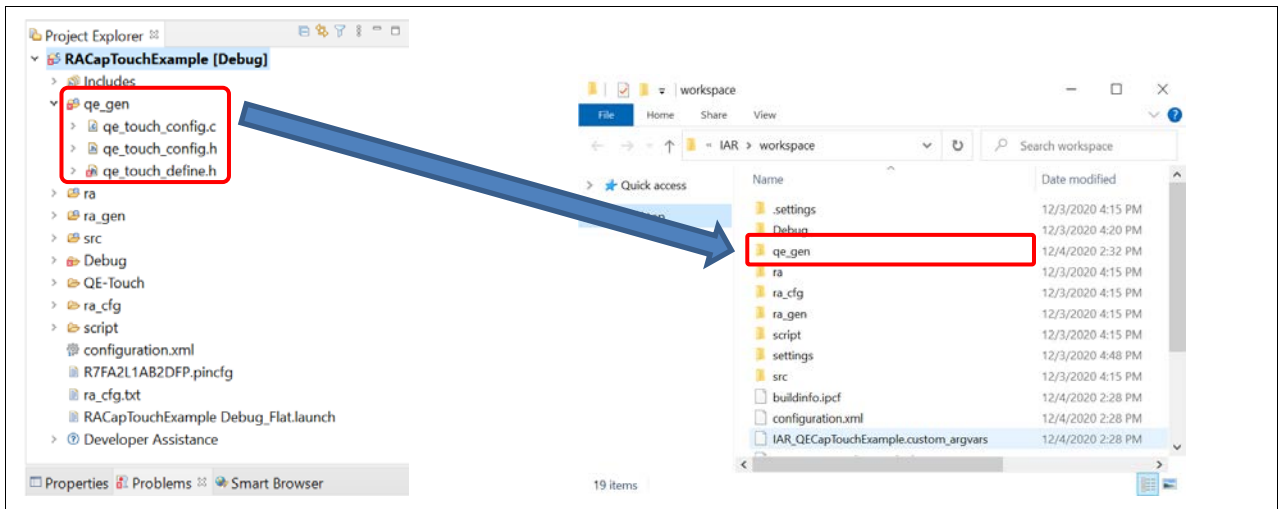 Project Explorer
RACapTouchExample [Debug]
Includes
qe_gen
qe_touch_config.c
qe_touch_config.h
qe_touch_define.h
ra
ra_gen
src
Debug
QE-Touch
ra_cfg
script
configuration.xml
R7FA2L1AB2DFP.pincfg
ra_cfg.txt
RACapTouchExample Debug_Flat.launch
Developer Assistance
Properties Problems Smart Browser
workspace
File Home Share View
« IAR > workspace Search workspace
Quick access
Name Date modified
.settings 12/3/2020 4:15 PM
Debug 12/3/2020 4:20 PM
qe_gen 12/4/2020 2:32 PM
ra 12/3/2020 4:15 PM
ra_cfg 12/3/2020 4:15 PM
ra_gen 12/3/2020 4:15 PM
script 12/3/2020 4:15 PM
settings 12/3/2020 4:48 PM
src 12/3/2020 4:15 PM
buildinfo.ipcf 12/4/2020 2:28 PM
configuration.xml 12/4/2020 2:28 PM
IAR_QECapTouchExample.custom_argvars 12/4/2020 2:28 PM
19 items